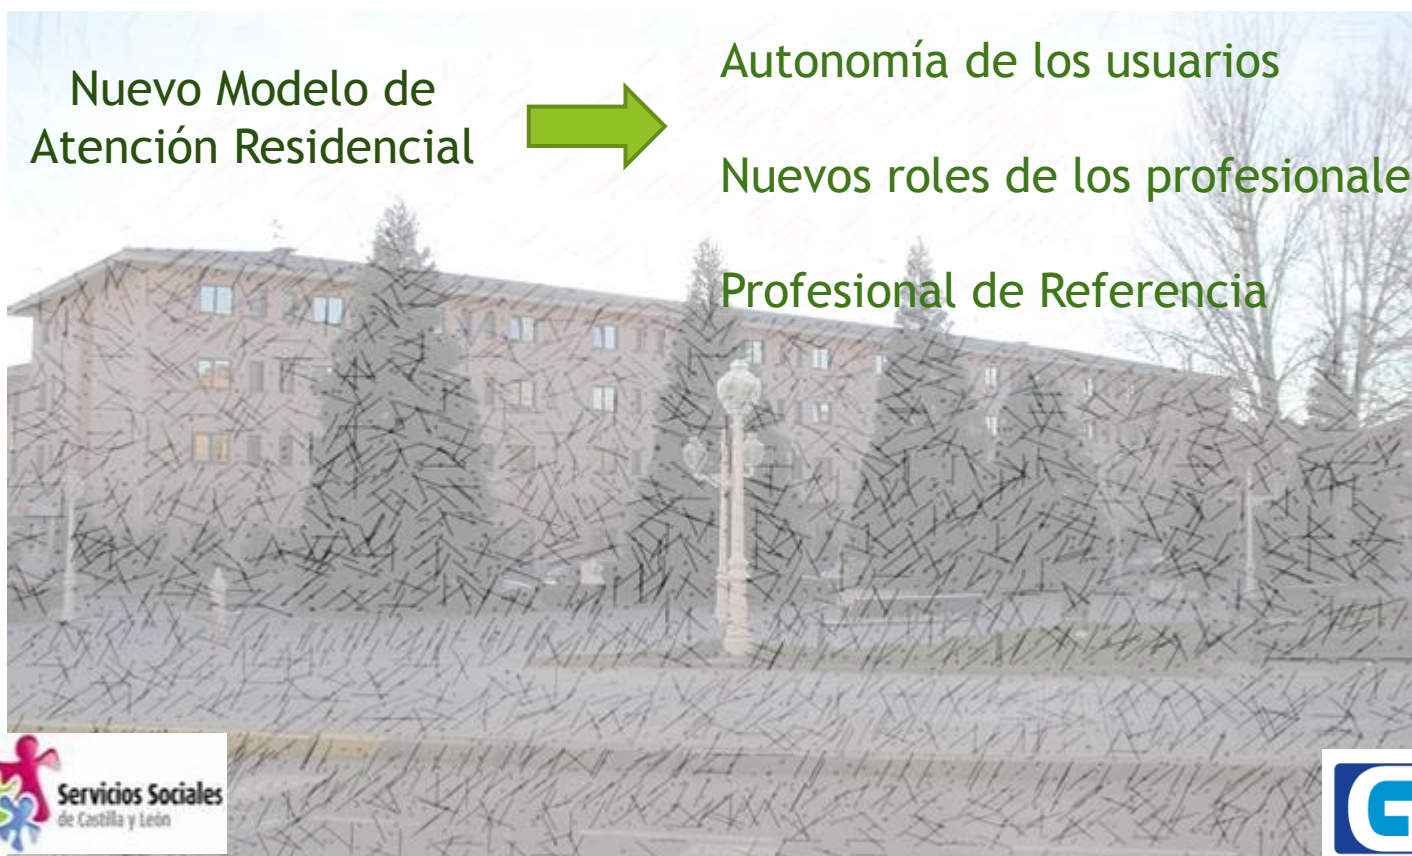 Nuevo Modelo de
Atención Residencial
Autonomía de los usuarios
Nuevos roles de los profesionale
Profesional de Referencia
Servicios Sociales
de Castilla y León